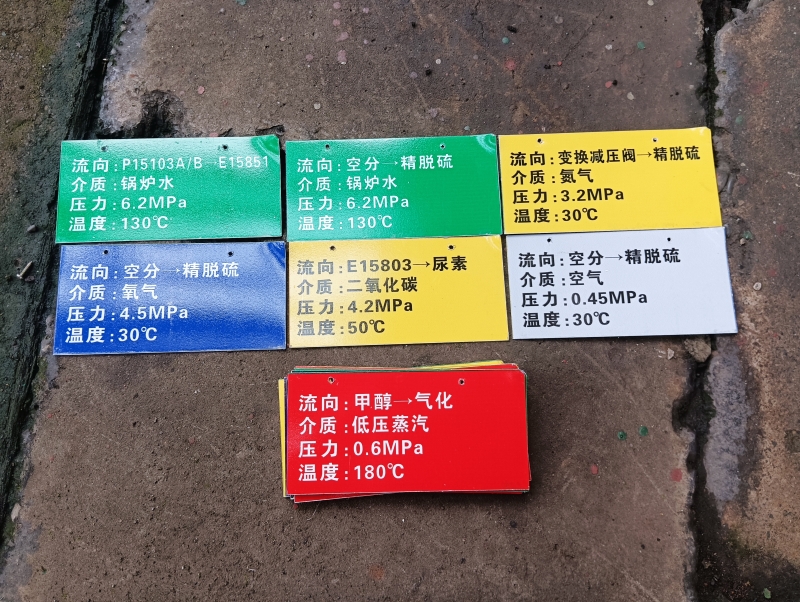 流向:P15103A/B→E15851
介质:锅炉水
压力:6.2MPa
温度:130℃
流向:空分→精脱硫
介质:锅炉水
压力:6.2MPa
温度:130℃
流向:变换减压阀→精脱硫
介质:氮气
压力:3.2MPa
温度:30℃
流向:空分→精脱硫
介质:氧气
压力:4.5MPa
温度:30℃
流向:E15803→尿素
介质:二氧化碳
压力:4.2MPa
温度:50℃
流向:空分→精脱硫
介质:空气
压力:0.45MPa
温度:30℃
流向:甲醇→气化
介质:低压蒸汽
压力:0.6MPa
温度:180℃